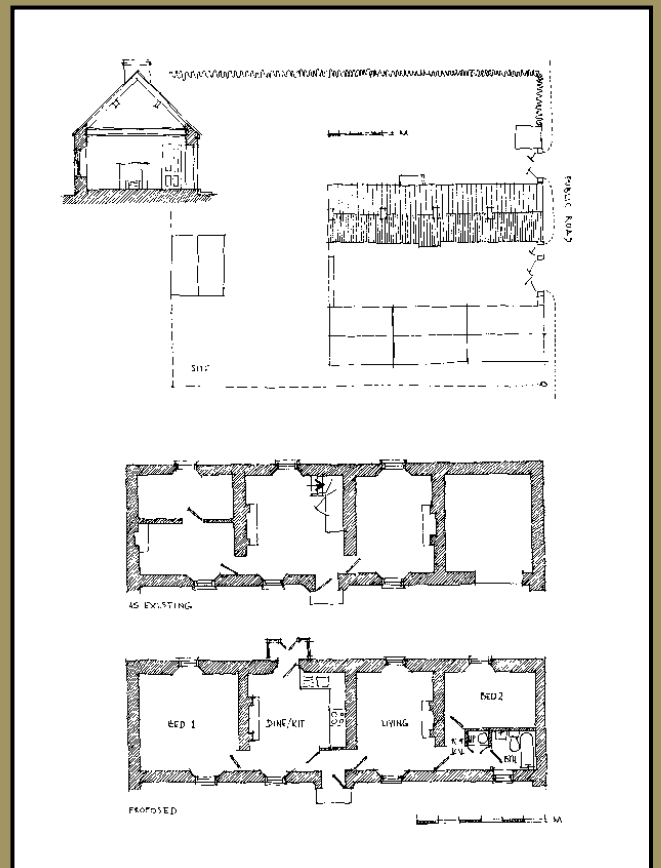 M
PUBLIC ROAD
SITE
AS EXISTING
BED 1
DINE/KIT
LIVING
BED 2
PROPOSED
M